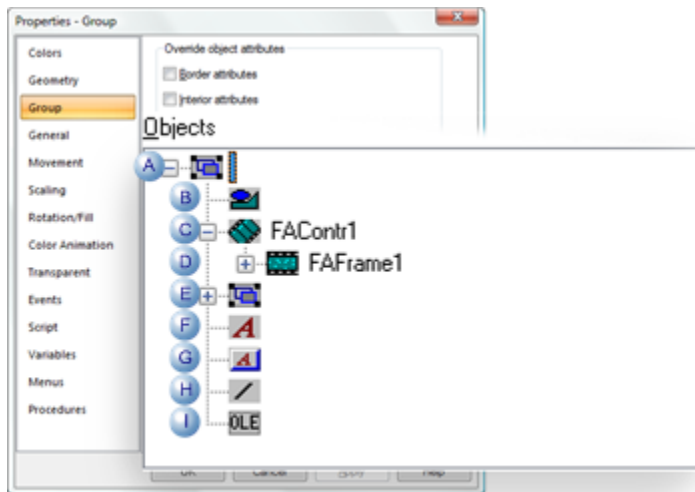 Properties - Group
Colors
Geometry
Group
General
Movement
Scaling
Rotation/Fill
Color Animation
Transparent
Events
Script
Variables
Menus
Procedures
Override object attributes
Border attributes
Interior attributes
Objects
A
B
C FAContr1
D FAFrame1
E
F A
G A
H
I OLE
OK Cancel Apply Help